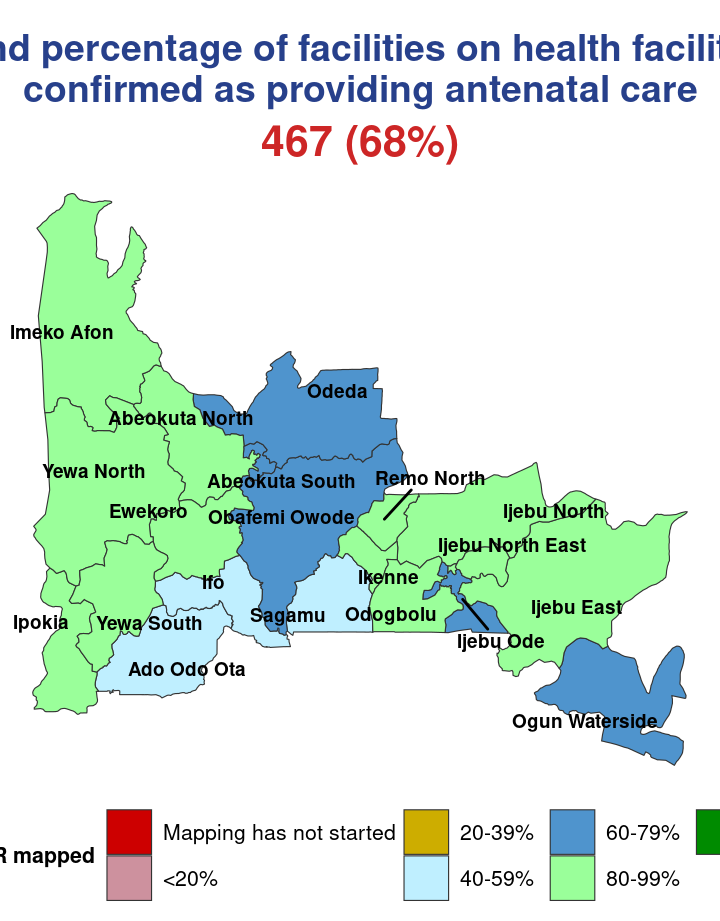 nd percentage of facilities on health facilit
confirmed as providing antenatal care
467 (68%)
Imeko Afon
Odeda
Abeokuta North
Yewa North
Abeokuta South
Remo North
Ewekoro
Obafemi Owode
Ijebu North
Ijebu North East
Ifo
Ikenne
Ipokia
Yewa South
Sagamu
Odogbolu
Ijebu East
Ijebu Ode
Ado Odo Ota
Ogun Waterside
R mapped
Mapping has not started
20-39%
60-79%
<20%
40-59%
80-99%